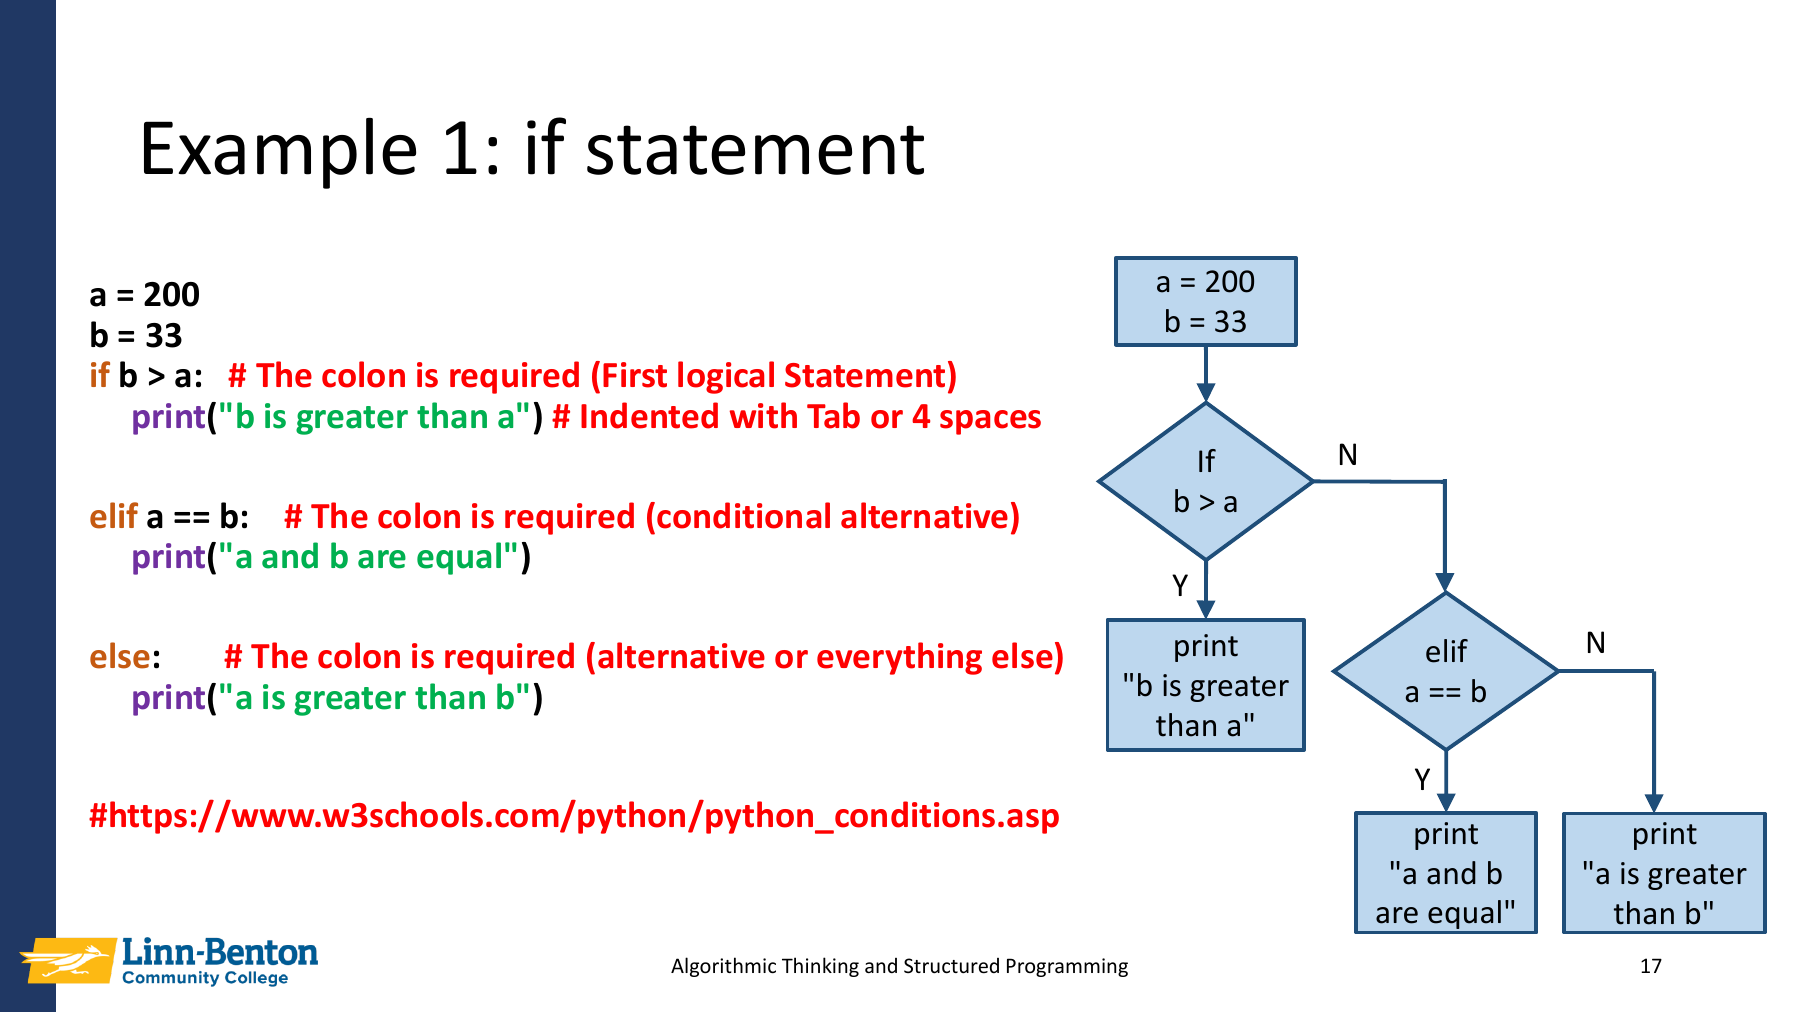 Example 1: if statement
a = 200
b = 33
if b > a:   # The colon is required (First logical Statement)
print("b is greater than a") # Indented with Tab or 4 spaces
elif a == b:    # The colon is required (conditional alternative)
print("a and b are equal")
else:       # The colon is required (alternative or everything else)
print("a is greater than b")
#https://www.w3schools.com/python/python_conditions.asp
a = 200
b = 33
If
b > a
N
Y
print
"b is greater
than a"
elif
a == b
N
Y
print
"a and b
are equal"
print
"a is greater
than b"
Linn-Benton
Community College
Algorithmic Thinking and Structured Programming
17